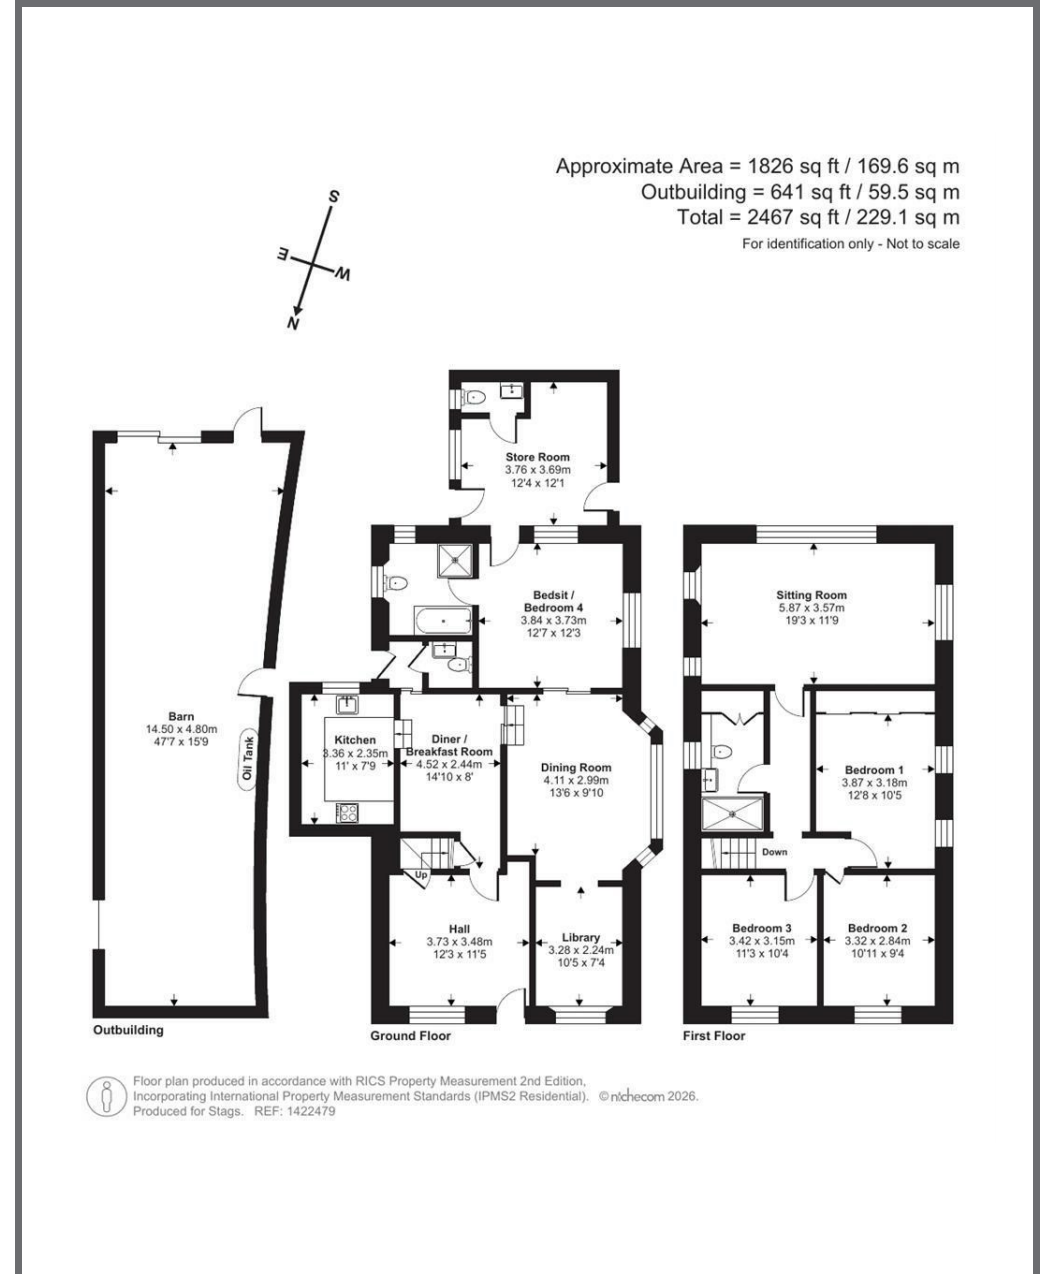 Approximate Area = 1826 sq ft / 169.6 sq m
Outbuilding = 641 sq ft / 59.5 sq m
Total = 2467 sq ft / 229.1 sq m
For identification only - Not to scale
S
E
W
N
Store Room
3.76 x 3.69m
12'4 x 12'1
Bedsit /
Bedroom 4
3.84 x 3.73m
12'7 x 12'3
Sitting Room
5.87 x 3.57m
19'3 x 11'9
Barn
14.50 x 4.80m
47'7 x 15'9
Oil Tank
Kitchen
3.36 x 2.35m
11' x 7'9
Diner /
Breakfast Room
4.52 x 2.44m
14'10 x 8'
Dining Room
4.11 x 2.99m
13'6 x 9'10
Bedroom 1
3.87 x 3.18m
12'8 x 10'5
Up
Down
Hall
3.73 x 3.48m
12'3 x 11'5
Library
3.28 x 2.24m
10'5 x 7'4
Bedroom 3
3.42 x 3.15m
11'3 x 10'4
Bedroom 2
3.32 x 2.84m
10'11 x 9'4
Outbuilding
Ground Floor
First Floor
Floor plan produced in accordance with RICS Property Measurement 2nd Edition,
Incorporating International Property Measurement Standards (IPMS2 Residential). © nichecom 2026.
Produced for Stags. REF: 1422479